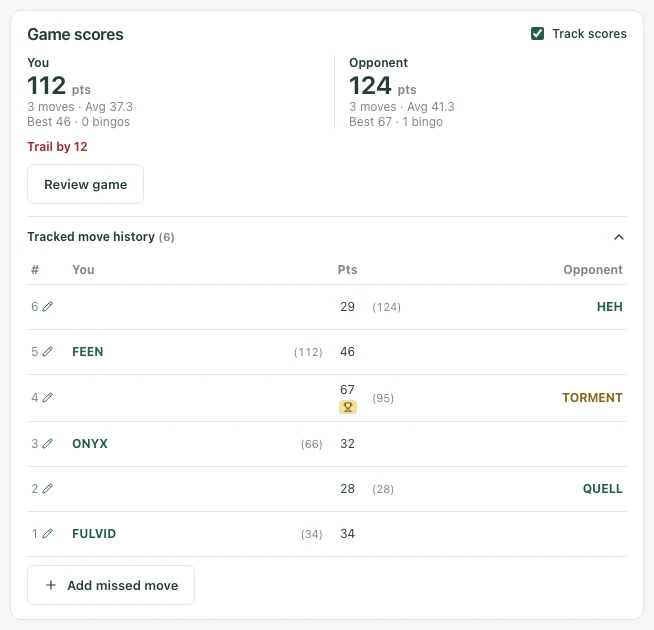 Game scores
Track scores
You
112 pts
3 moves · Avg 37.3
Best 46 · 0 bingos
Opponent
124 pts
3 moves · Avg 41.3
Best 67 · 1 bingo
Trail by 12
Review game
Tracked move history (6)
# You Pts Opponent
6 29 (124) HEH
5 FEEN (112) 46
4 67 (95) TORMENT
3 ONYX (66) 32
2 28 (28) QUELL
1 FULVID (34) 34
+ Add missed move